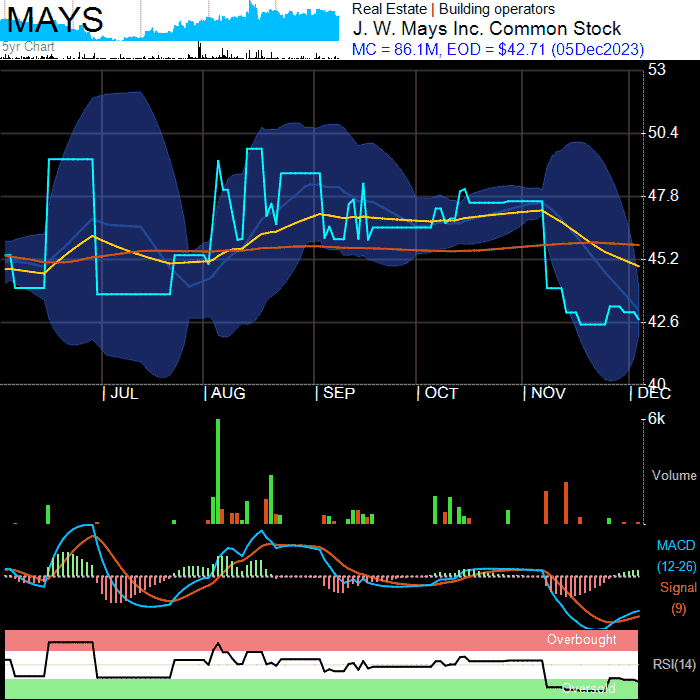 MAYS
5yr Chart
Real Estate | Building operators
J. W. Mays Inc. Common Stock
MC = 86.1M, EOD = $42.71 (05Dec2023)
53
50.4
47.8
45.2
42.6
40
| JUL | AUG | SEP | OCT | NOV | DEC
6k
Volume
MACD
(12-26)
Signal
(9)
Overbought
RSI(14)
Oversold